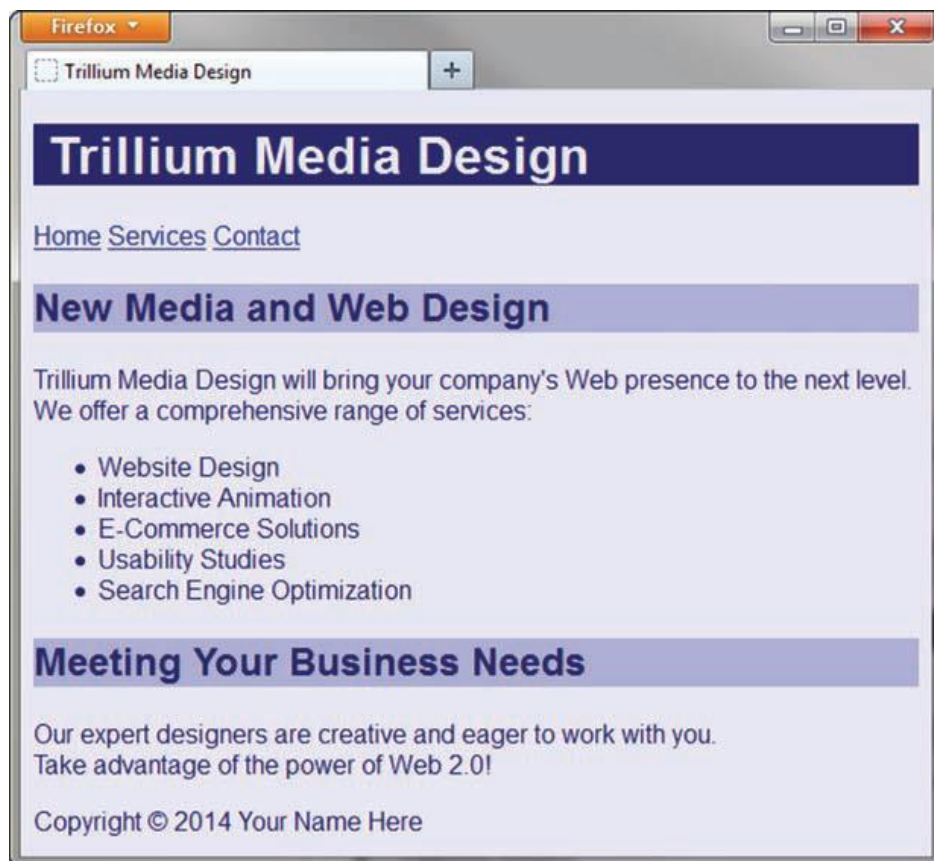 Firefox
Trillium Media Design
Trillium Media Design
Home Services Contact
New Media and Web Design
Trillium Media Design will bring your company's Web presence to the next level.
We offer a comprehensive range of services:
• Website Design
• Interactive Animation
• E-Commerce Solutions
• Usability Studies
• Search Engine Optimization
Meeting Your Business Needs
Our expert designers are creative and eager to work with you.
Take advantage of the power of Web 2.0!
Copyright © 2014 Your Name Here